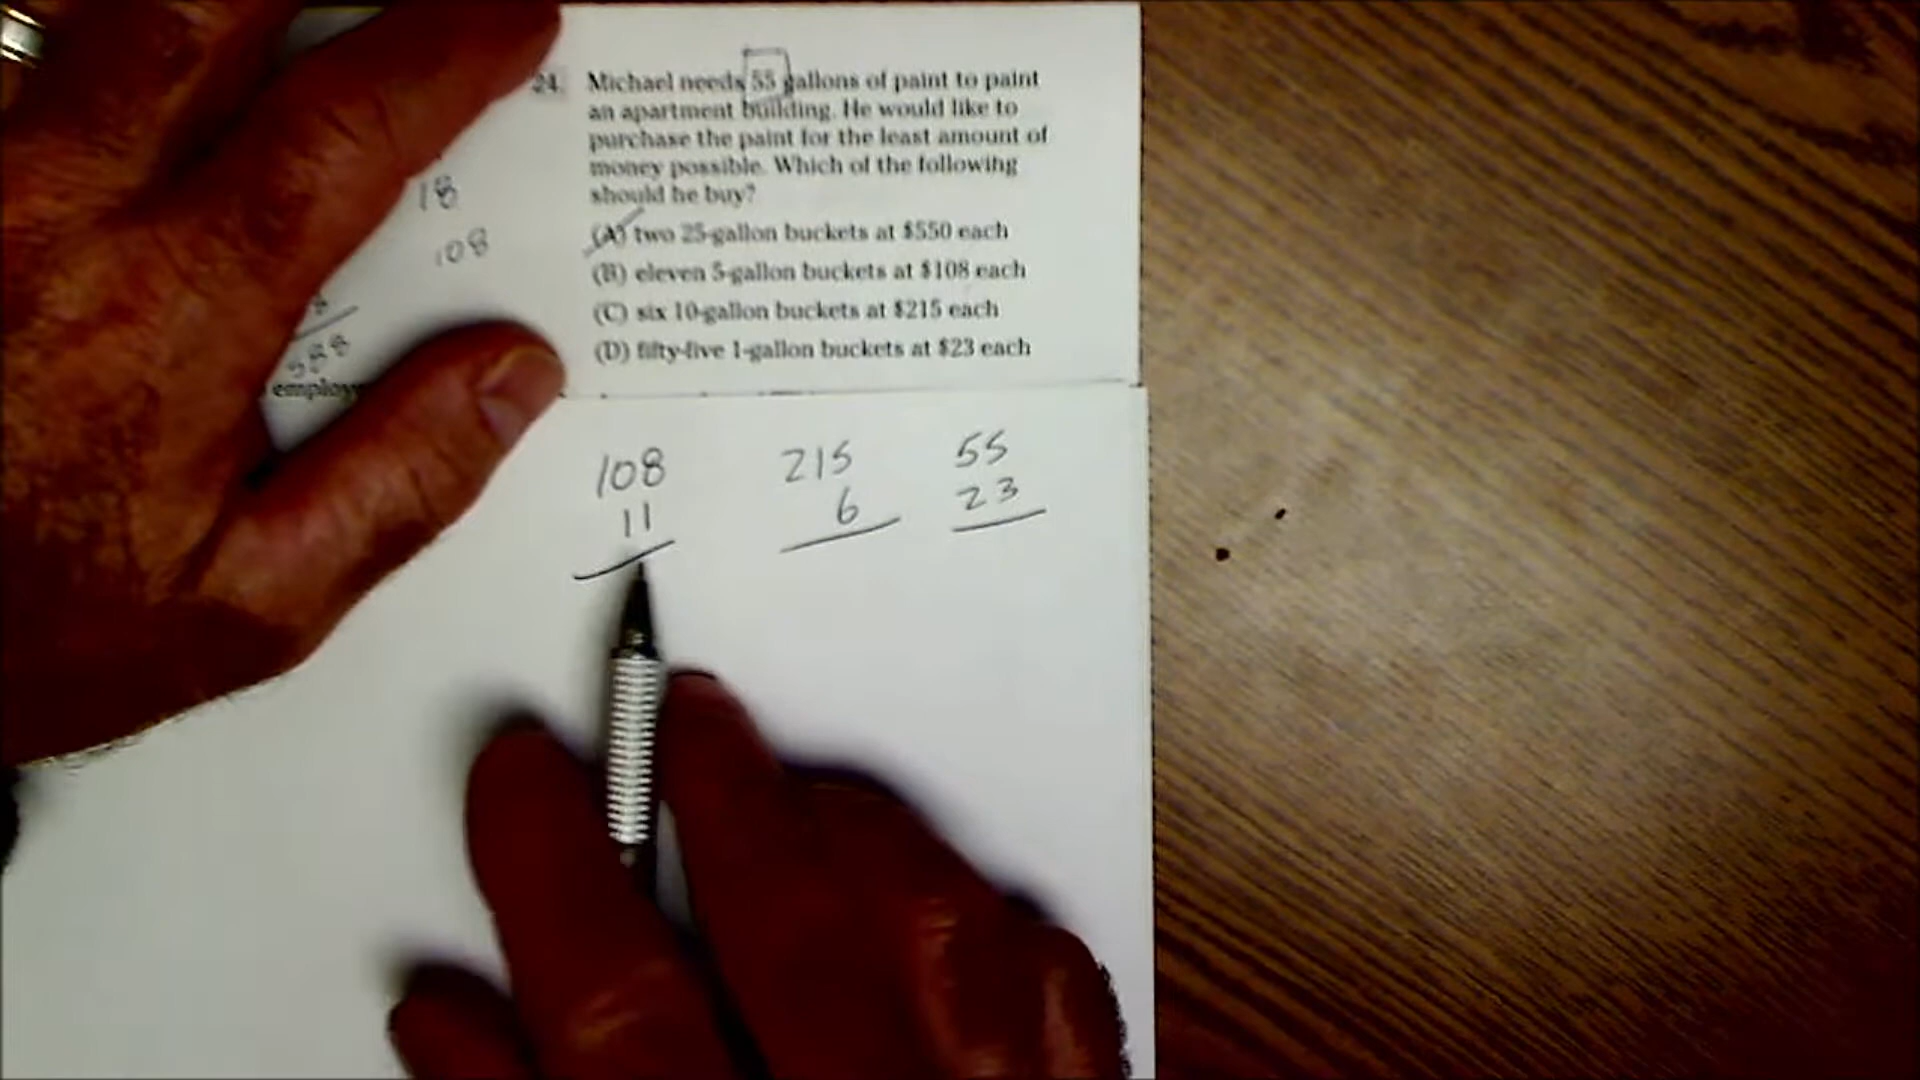 24. Michael needs 55 gallons of paint to paint
an apartment building. He would like to
purchase the paint for the least amount of
money possible. Which of the following
should he buy?
(A) two 25-gallon buckets at $550 each
(B) eleven 5-gallon buckets at $108 each
(C) six 10-gallon buckets at $215 each
(D) fifty-five 1-gallon buckets at $23 each
18
108
108
11
215
6
55
23